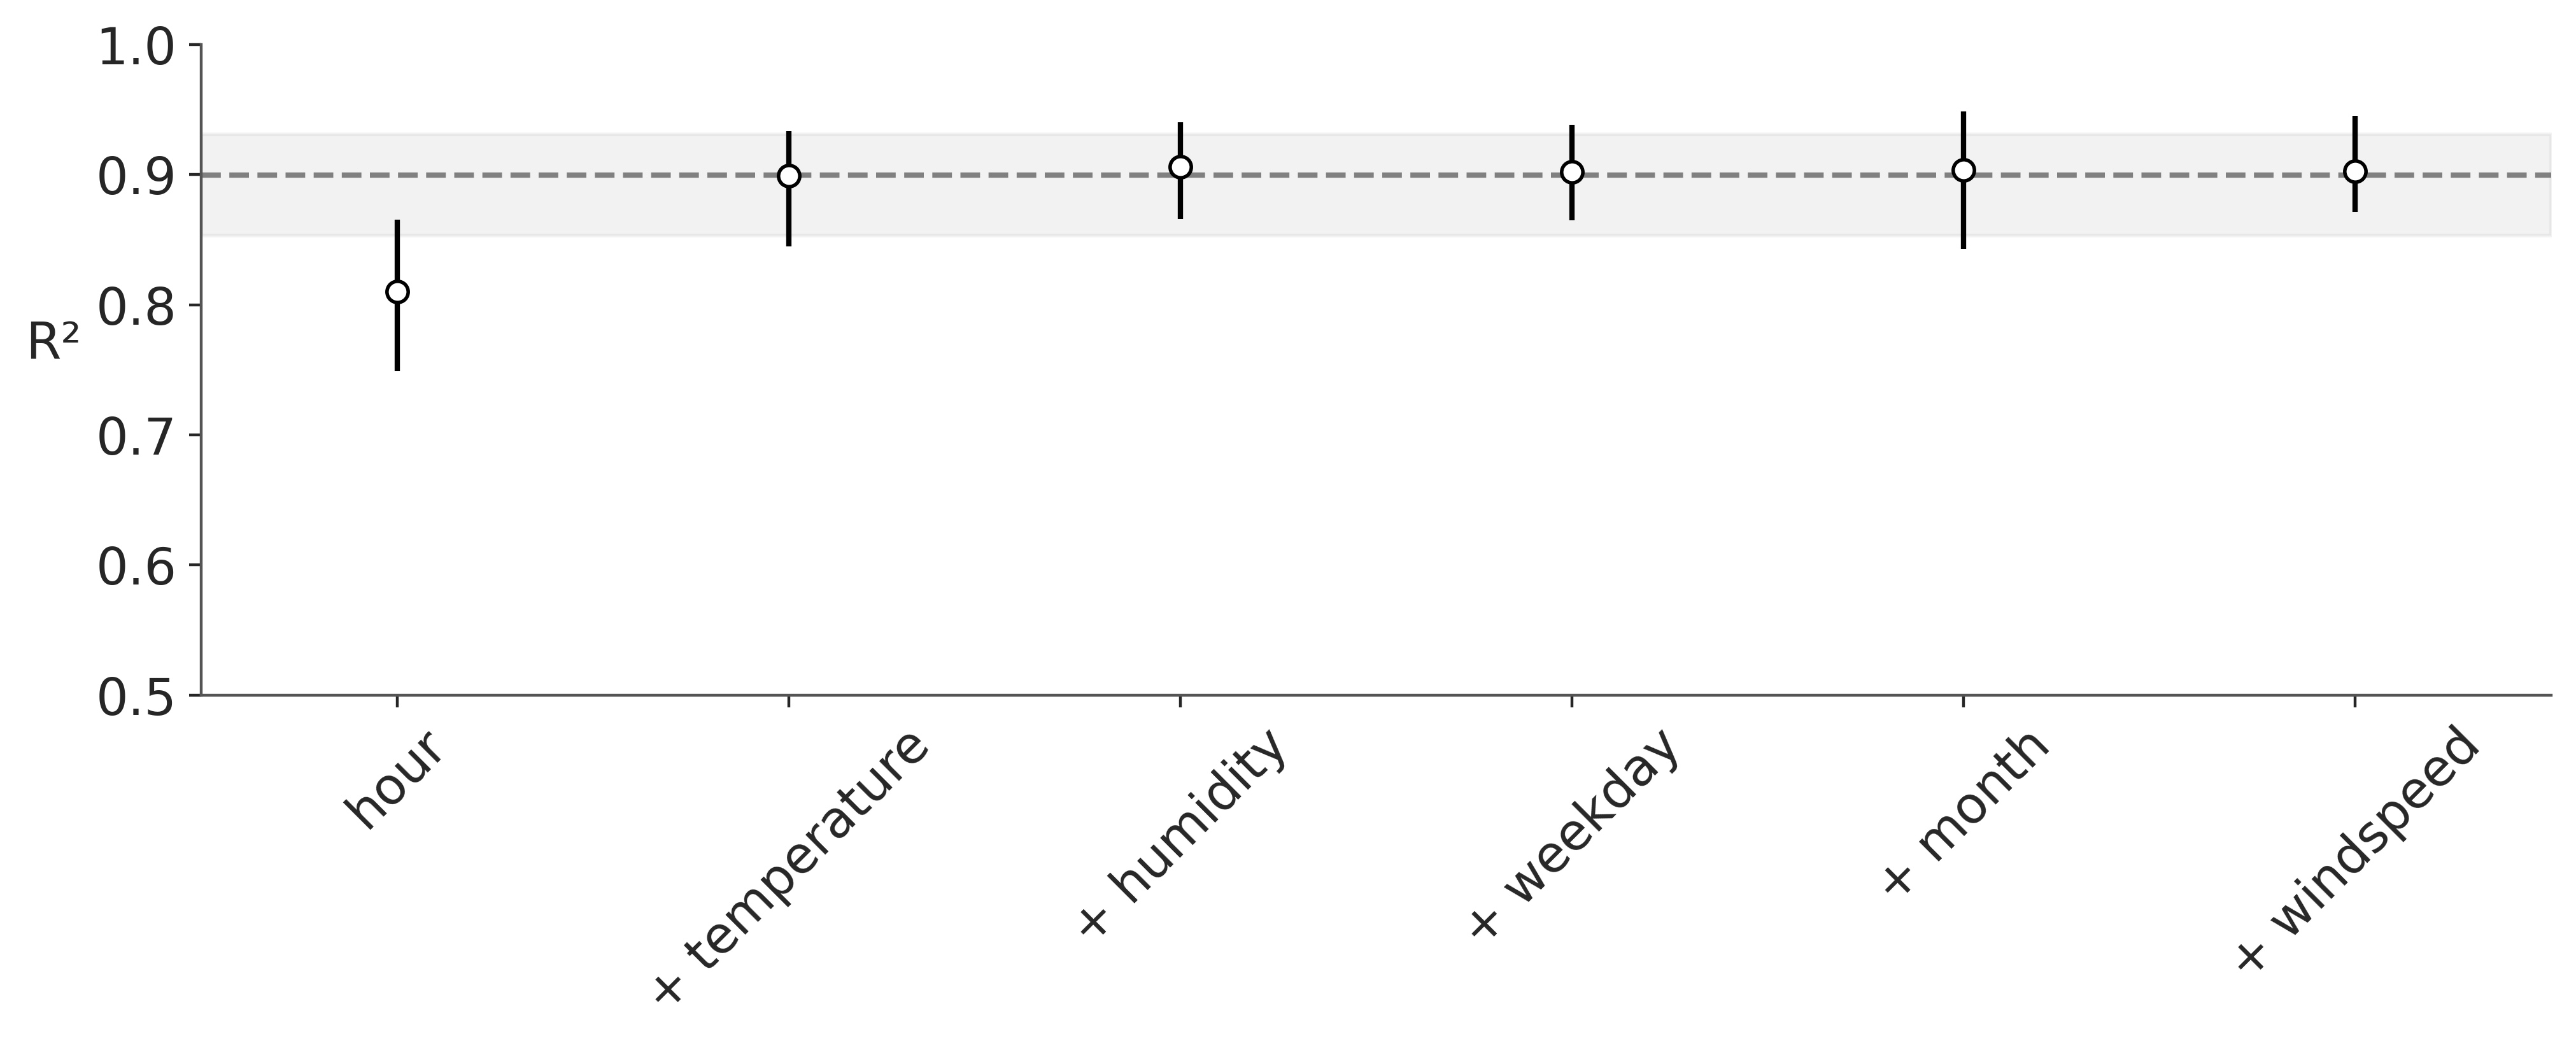 1.0
0.9
0.8
0.7
0.6
0.5
R²
hour
+ temperature
+ humidity
+ weekday
+ month
+ windspeed